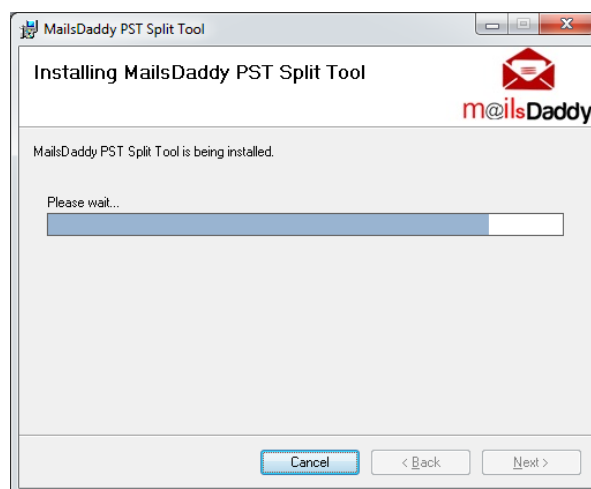 MailsDaddy PST Split Tool
Installing MailsDaddy PST Split Tool
m@ilsDaddy
MailsDaddy PST Split Tool is being installed.
Please wait...
Cancel
< Back
Next >